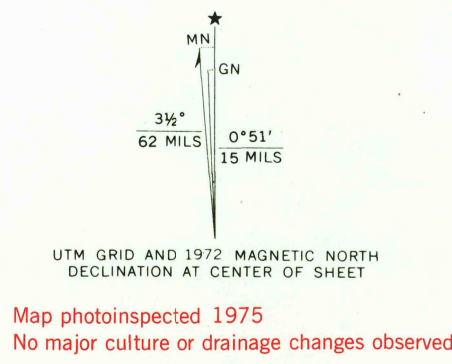 MN
GN
3½°
62 MILS
0°51'
15 MILS
UTM GRID AND 1972 MAGNETIC NORTH
DECLINATION AT CENTER OF SHEET
Map photoinspected 1975
No major culture or drainage changes observed